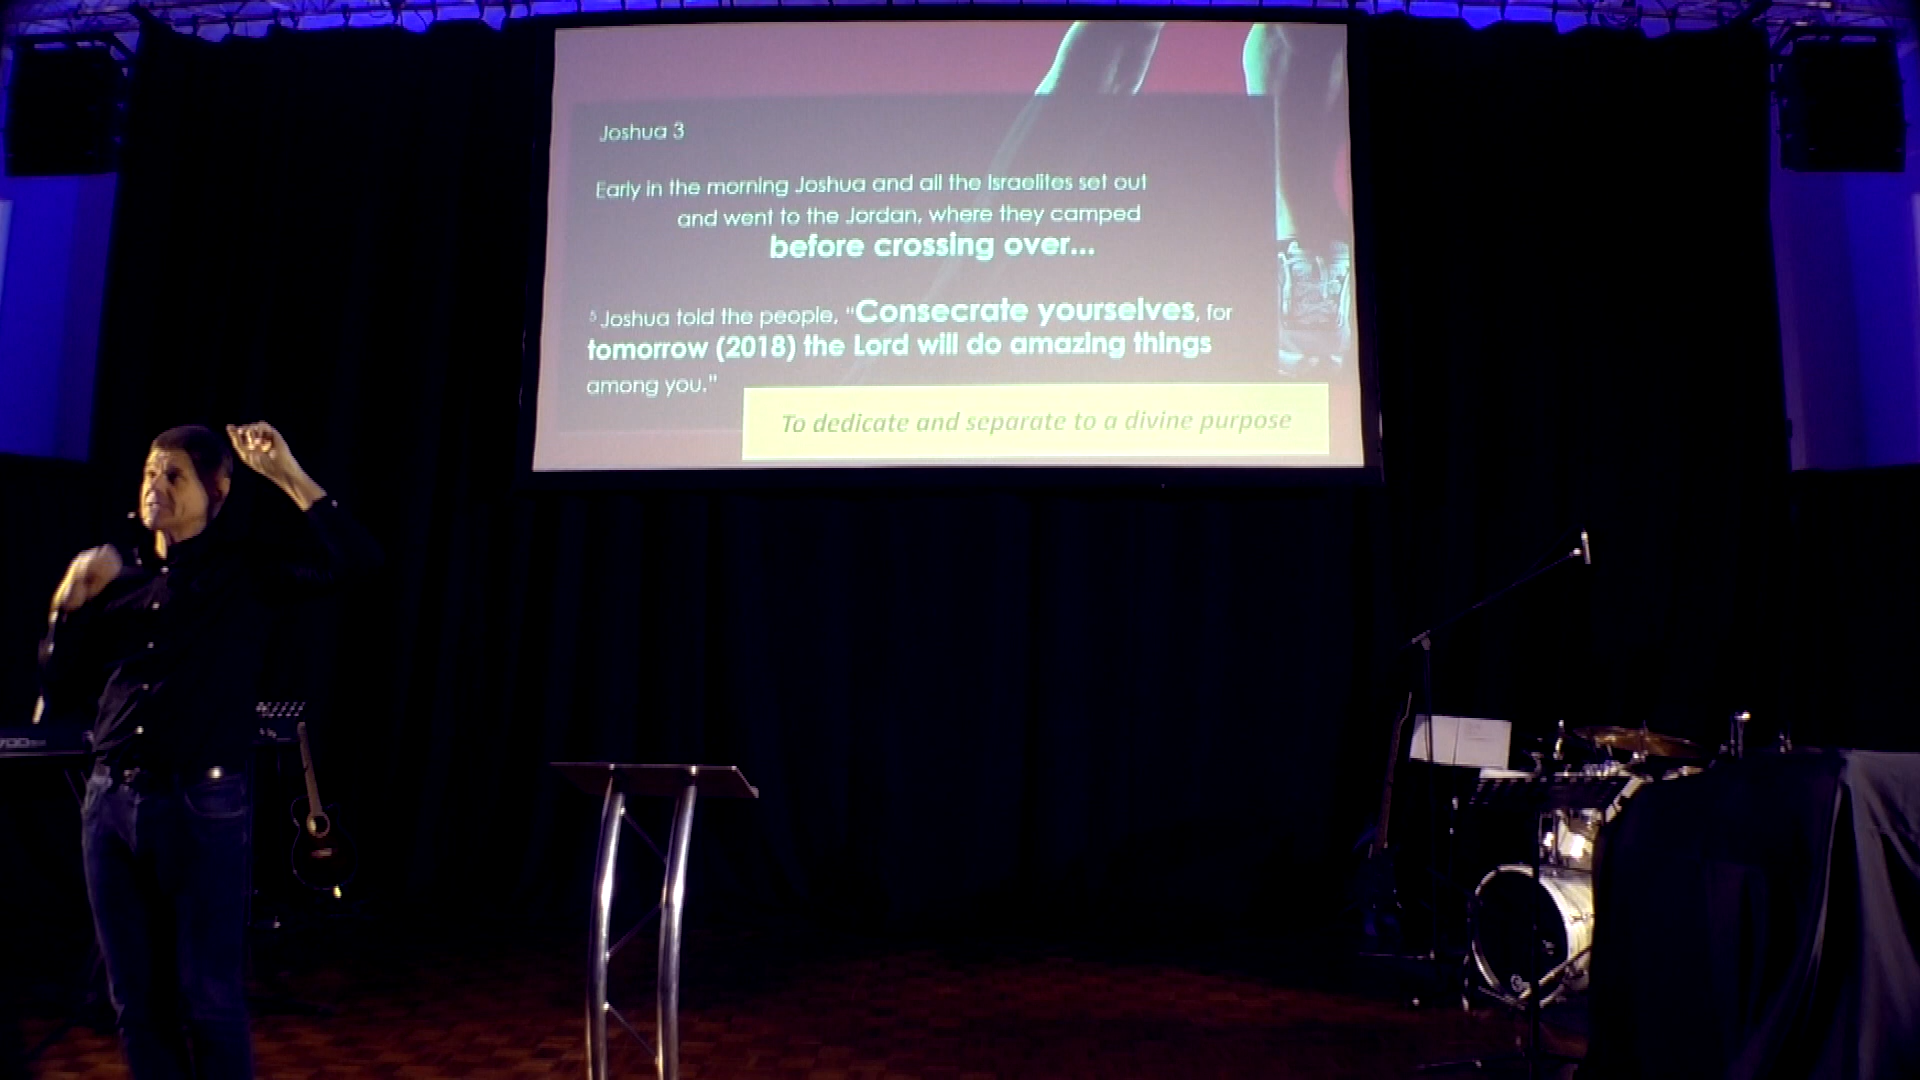 Joshua 3
Early in the morning Joshua and all the Israelites set out
and went to the Jordan, where they camped
before crossing over...
5 Joshua told the people, "Consecrate yourselves, for
tomorrow (2018) the Lord will do amazing things
among you."
To dedicate and separate to a divine purpose